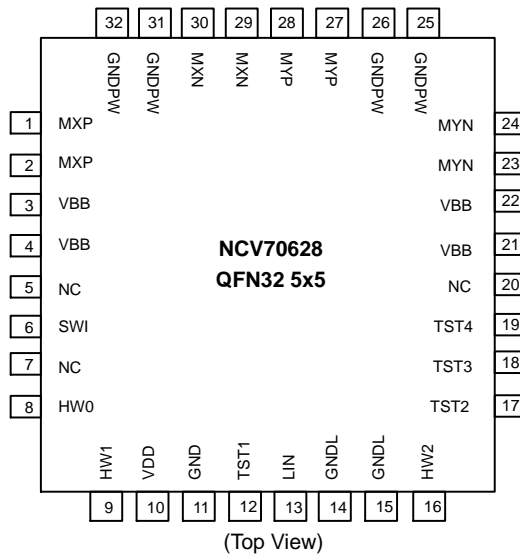 32 31 30 29 28 27 26 25
GNDPW GNDPW MXN MXN MYP MYP GNDPW GNDPW
1 MXP MYN 24
2 MXP MYN 23
3 VBB VBB 22
4 VBB VBB 21
NCV70628
QFN32 5x5
5 NC NC 20
6 SWI TST4 19
7 NC TST3 18
8 HW0 TST2 17
HW1 VDD GND TST1 LIN GNDL GNDL HW2
9 10 11 12 13 14 15 16
(Top View)